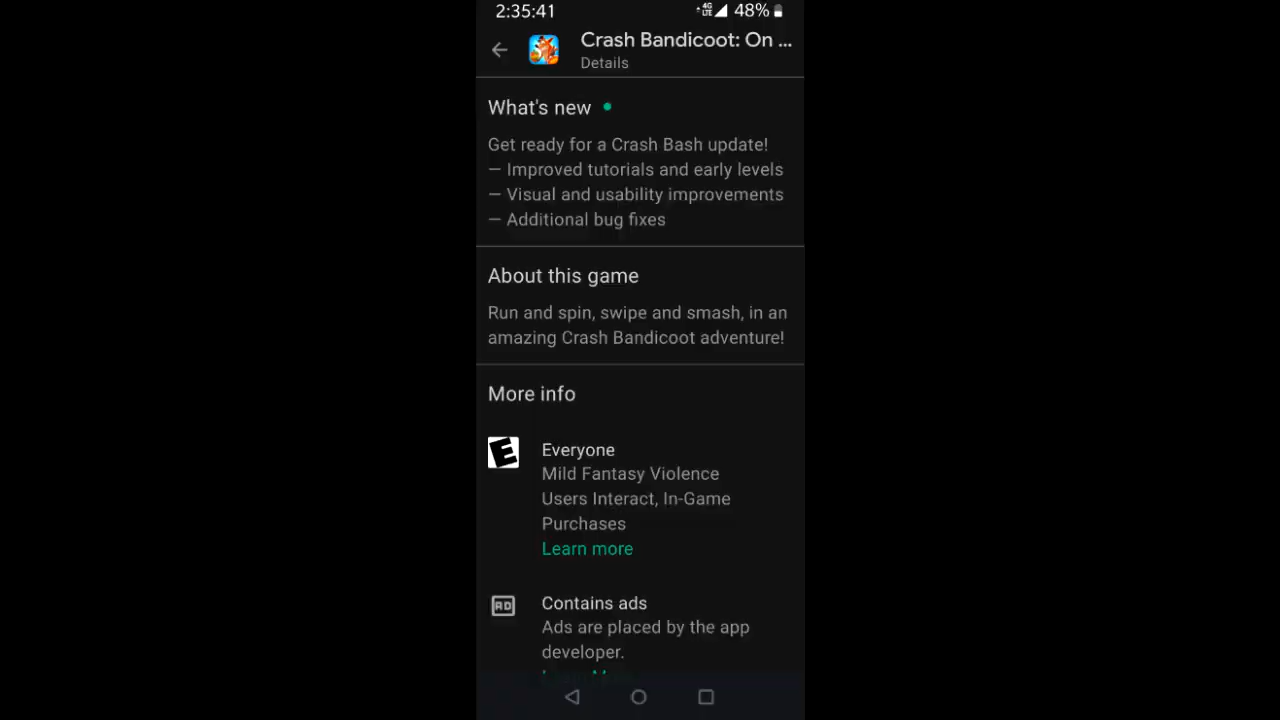 2:35:41 4G LTE 48%
Crash Bandicoot: On ...
Details
What's new
Get ready for a Crash Bash update!
— Improved tutorials and early levels
— Visual and usability improvements
— Additional bug fixes
About this game
Run and spin, swipe and smash, in an
amazing Crash Bandicoot adventure!
More info
E Everyone
Mild Fantasy Violence
Users Interact, In-Game
Purchases
Learn more
AD Contains ads
Ads are placed by the app
developer.